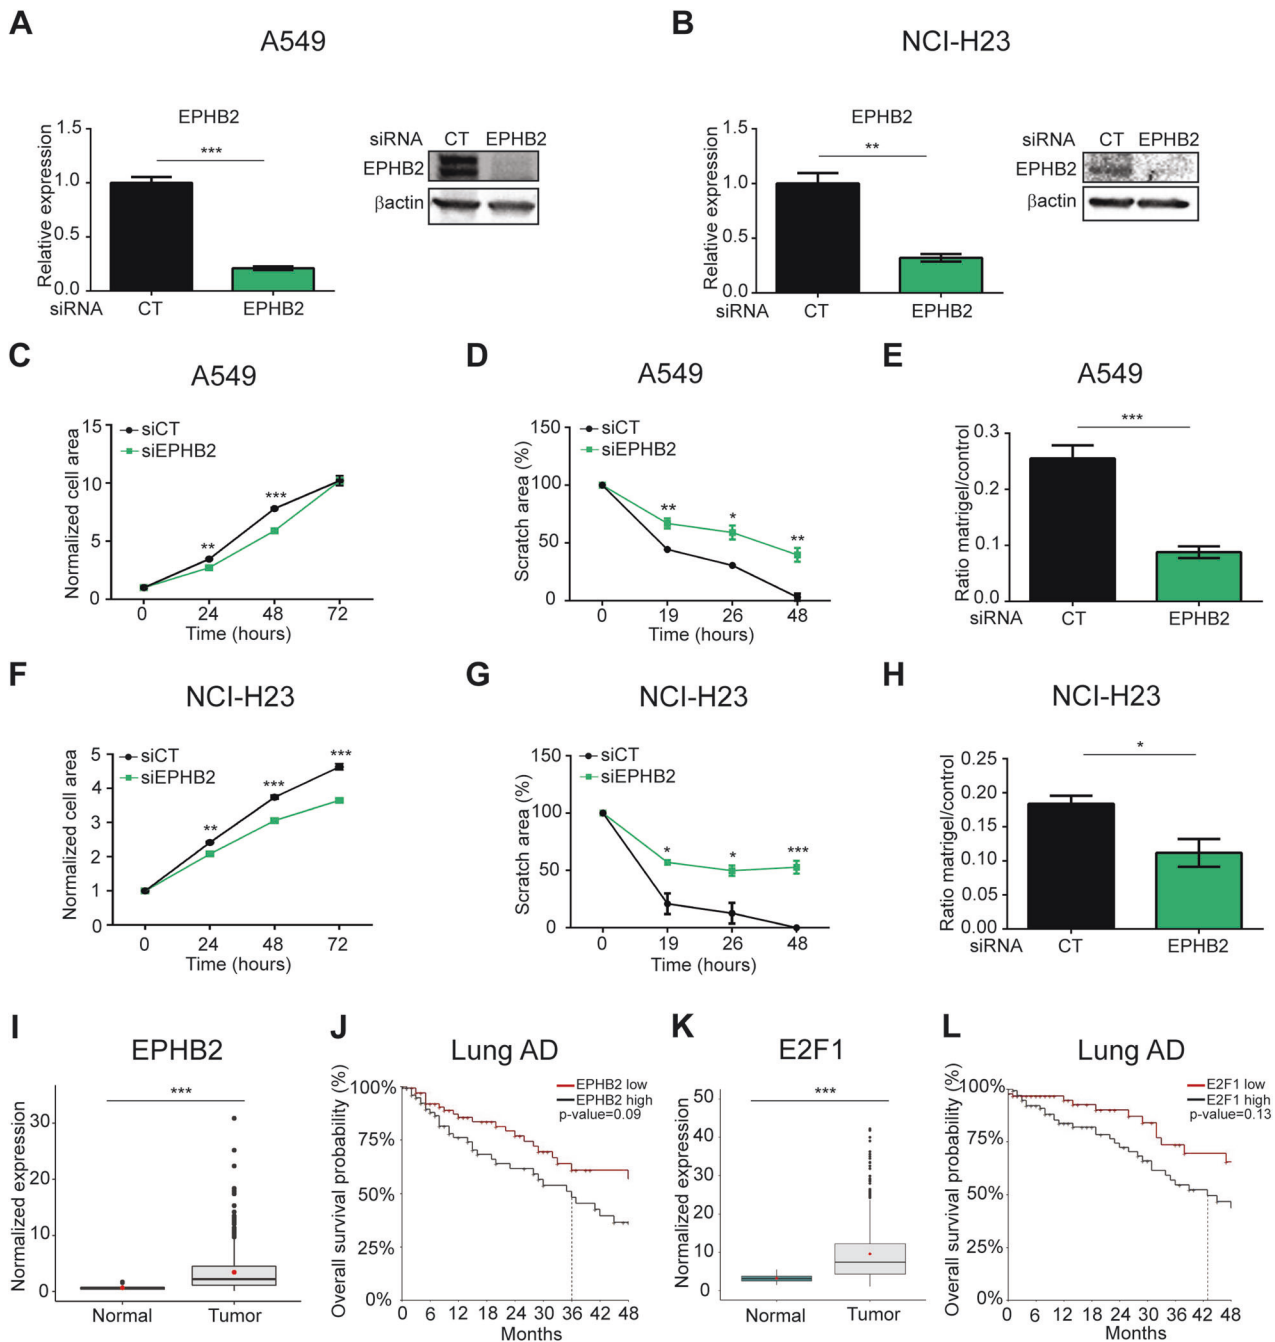 A
A549
EPHB2
***
Relative expression
1.5
1.0
0.5
0.0
siRNA CT EPHB2
siRNA CT EPHB2
EPHB2
βactin
B
NCI-H23
EPHB2
**
Relative expression
1.5
1.0
0.5
0.0
siRNA CT EPHB2
siRNA CT EPHB2
EPHB2
βactin
C
A549
Normalized cell area
15
10
5
0
siCT
siEPHB2
** ***
0 24 48 72
Time (hours)
D
A549
Scratch area (%)
150
100
50
0
siCT
siEPHB2
** * **
0 19 26 48
Time (hours)
E
A549
***
Ratio matrigel/control
0.3
0.2
0.1
0.0
siRNA CT EPHB2
F
NCI-H23
Normalized cell area
5
4
3
2
1
0
siCT
siEPHB2
** *** ***
0 24 48 72
Time (hours)
G
NCI-H23
Scratch area (%)
150
100
50
0
siCT
siEPHB2
* * ***
0 19 26 48
Time (hours)
H
NCI-H23
*
Ratio matrigel/control
0.25
0.20
0.15
0.10
0.05
0.00
siRNA CT EPHB2
I
EPHB2
***
Normalized expression
30
20
10
0
Normal Tumor
J
Lung AD
Overall survival probability (%)
100%
75%
50%
25%
0%
EPHB2 low
EPHB2 high
p-value=0.09
0 6 12 18 24 30 36 42 48
Months
K
E2F1
***
Normalized expression
50
40
30
20
10
0
Normal Tumor
L
Lung AD
Overall survival probability (%)
100%
75%
50%
25%
0%
E2F1 low
E2F1 high
p-value=0.13
0 6 12 18 24 30 36 42 48
Months